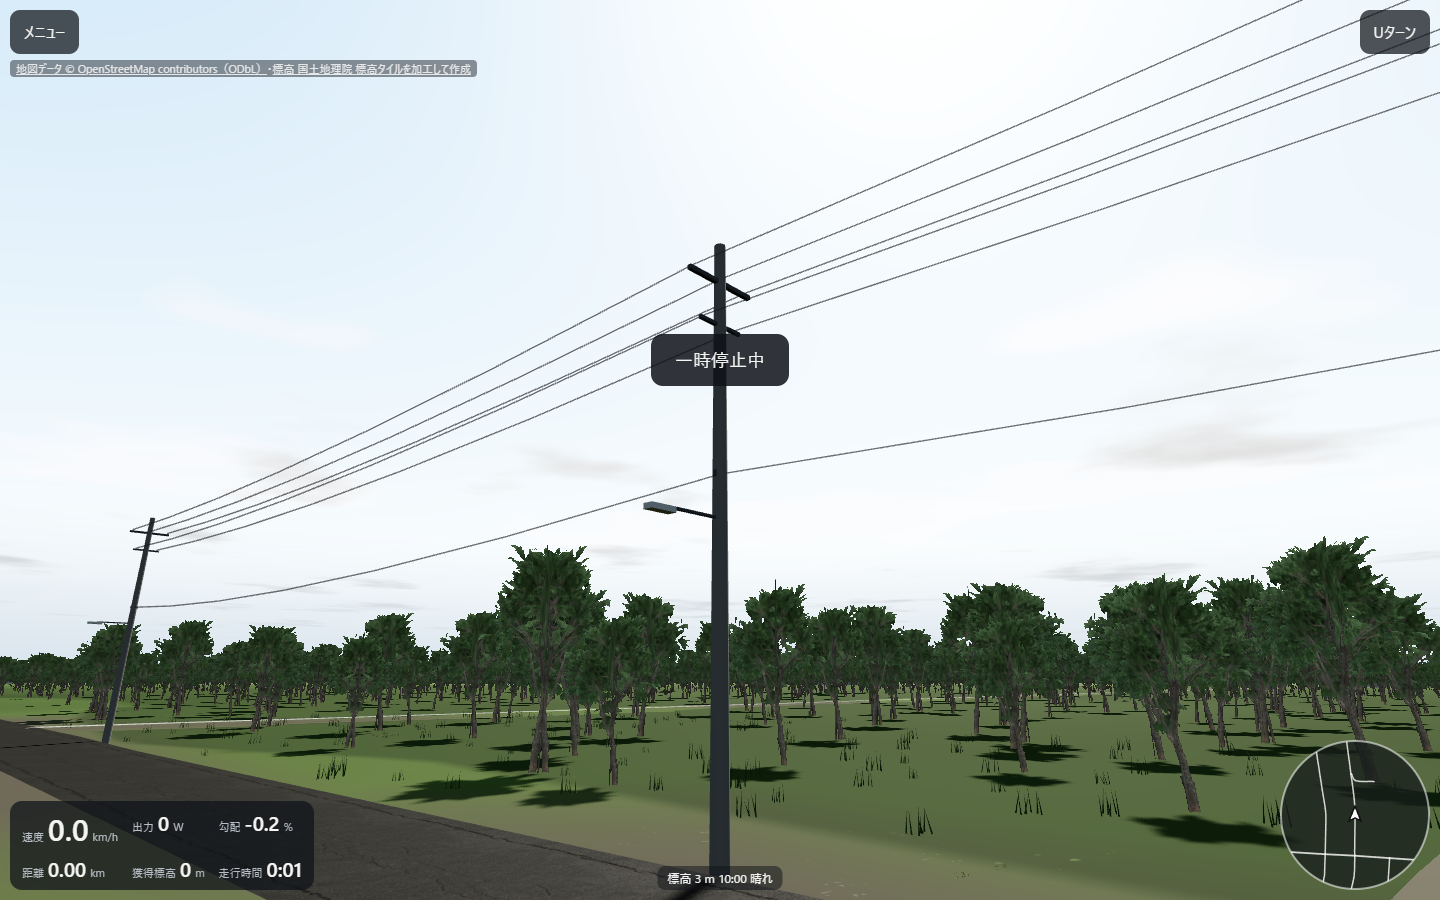 メニュー
Uターン
地図データ © OpenStreetMap contributors（ODbL）・標高 国土地理院 標高タイルを加工して作成
一時停止中
速度 0.0 km/h 出力 0 W 勾配 -0.2 %
距離 0.00 km 獲得標高 0 m 走行時間 0:01
標高 3 m 10:00 晴れ